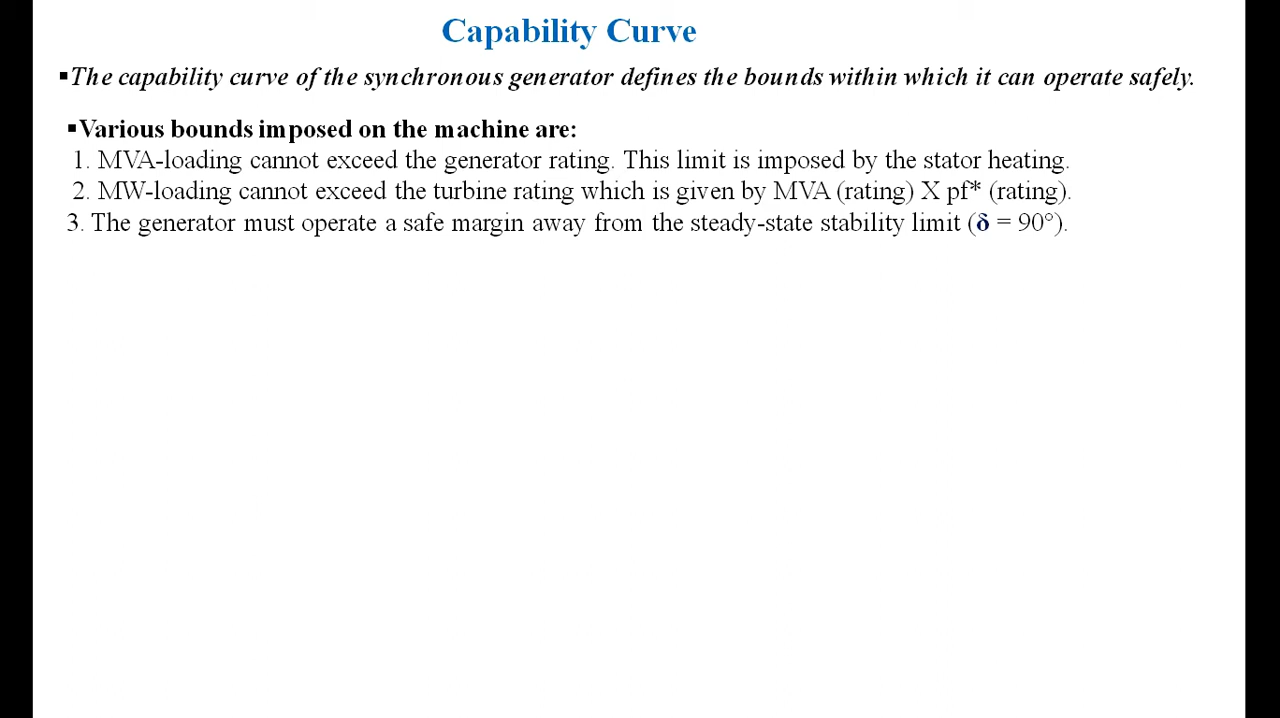 Capability Curve
▪The capability curve of the synchronous generator defines the bounds within which it can operate safely.
▪Various bounds imposed on the machine are:
1. MVA-loading cannot exceed the generator rating. This limit is imposed by the stator heating.
2. MW-loading cannot exceed the turbine rating which is given by MVA (rating) X pf* (rating).
3. The generator must operate a safe margin away from the steady-state stability limit (δ = 90°).